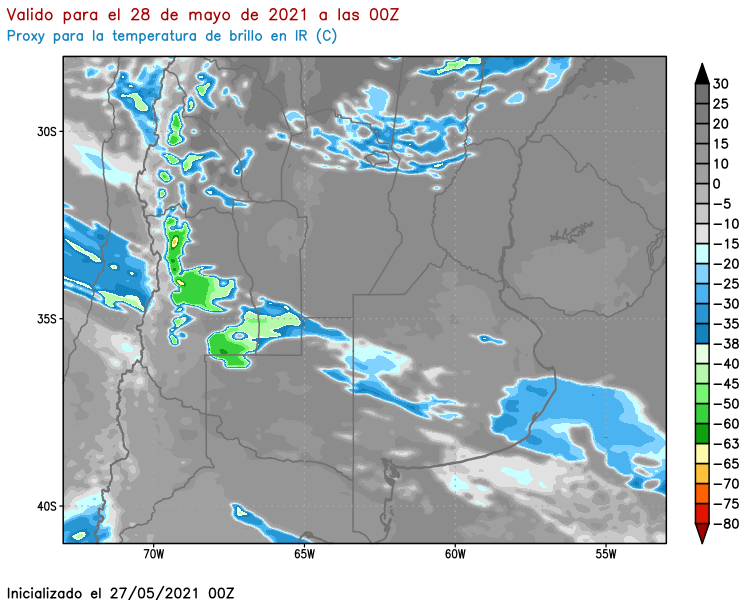 Valido para el 28 de mayo de 2021 a las 00Z
Proxy para la temperatura de brillo en IR (C)
30S
35S
40S
70W
65W
60W
55W
30
25
20
15
10
0
-5
-10
-15
-20
-25
-30
-35
-38
-40
-45
-50
-60
-63
-65
-70
-75
-80
Inicializado el 27/05/2021 00Z